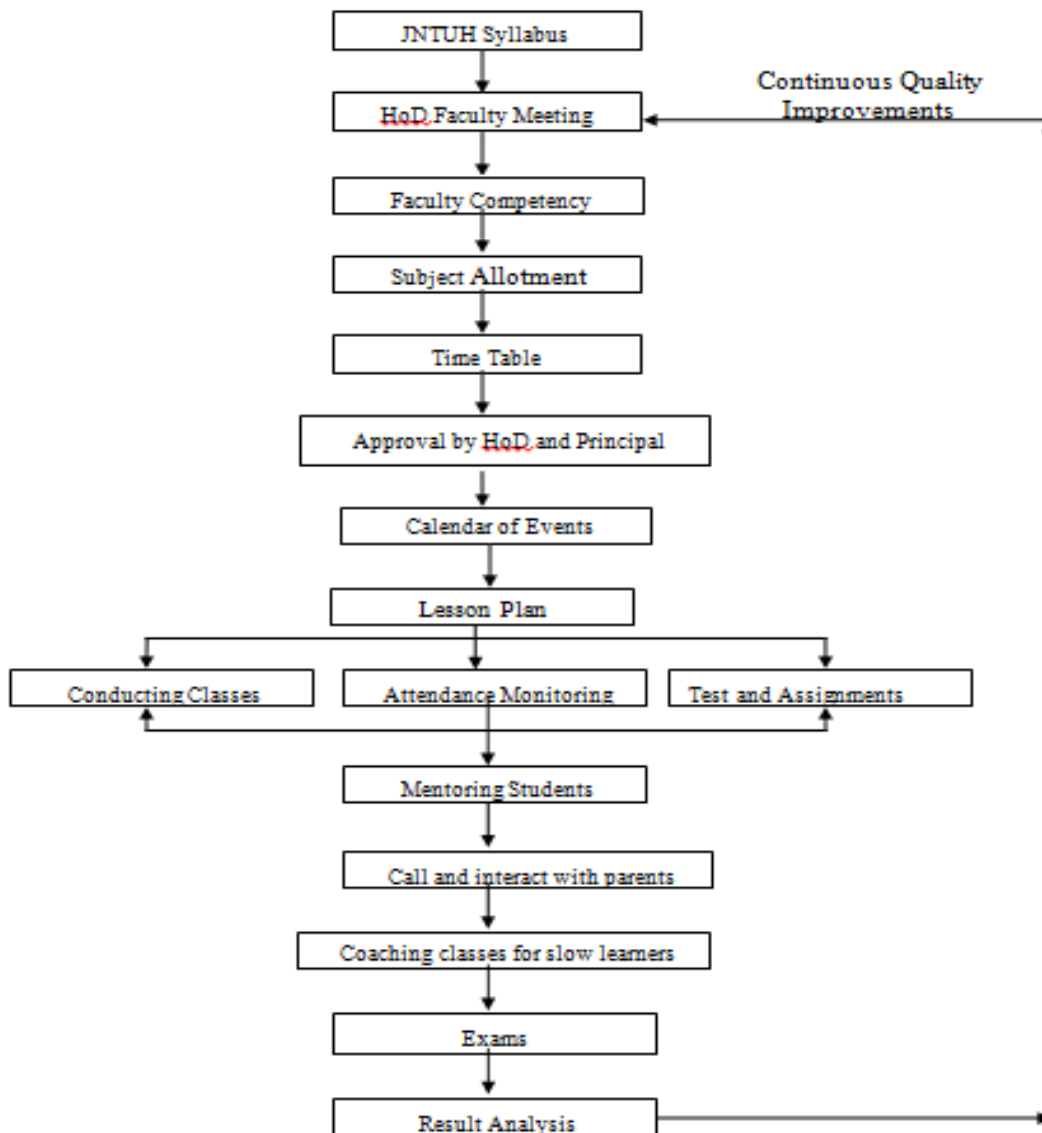 JNTUH Syllabus
Continuous Quality
Improvements
HoD Faculty Meeting
Faculty Competency
Subject Allotment
Time Table
Approval by HoD and Principal
Calendar of Events
Lesson Plan
Conducting Classes
Attendance Monitoring
Test and Assignments
Mentoring Students
Call and interact with parents
Coaching classes for slow learners
Exams
Result Analysis